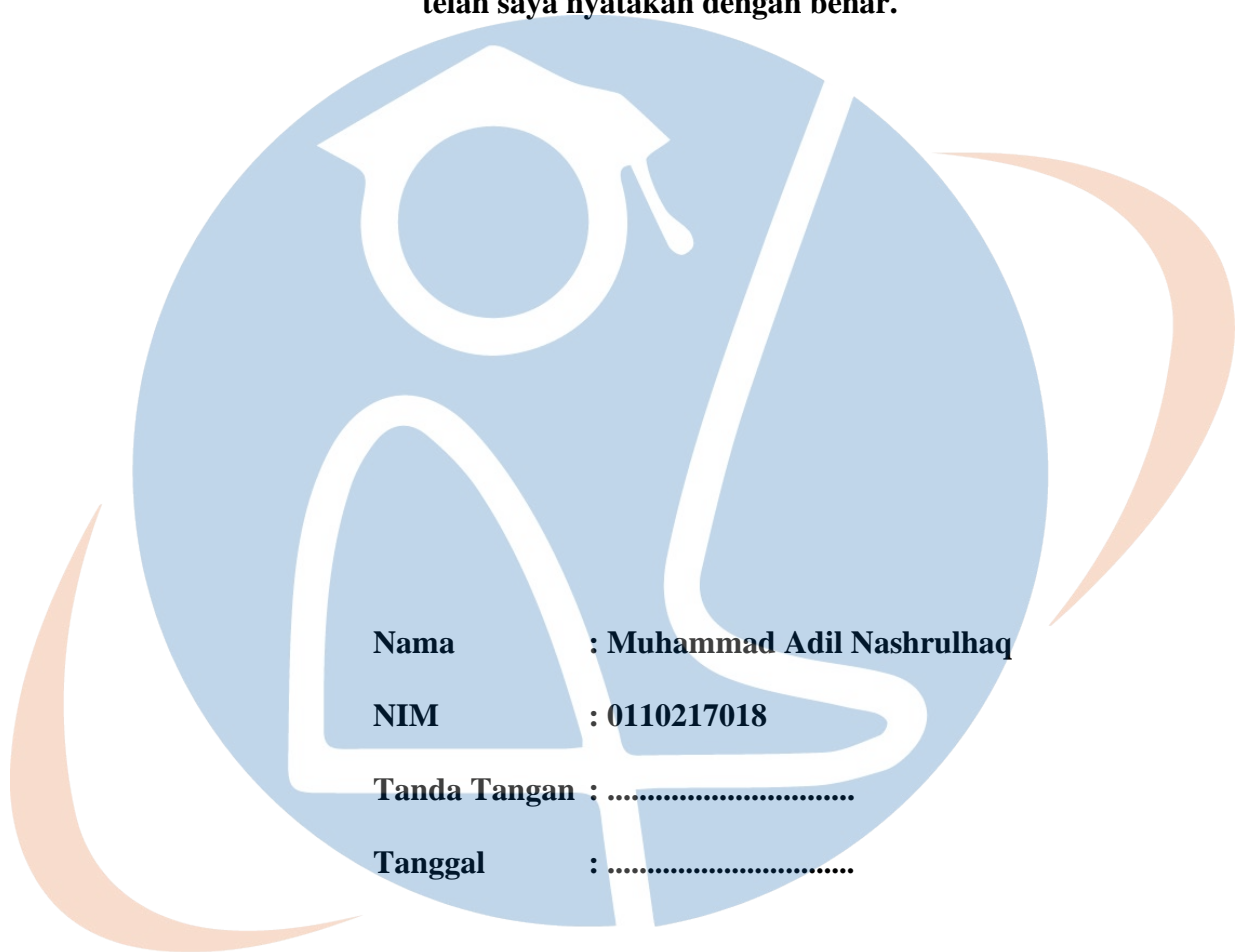 telah saya nyatakan dengan benar.
Nama : Muhammad Adil Nashrulhaq
NIM : 0110217018
Tanda Tangan : ...............................
Tanggal : ...............................